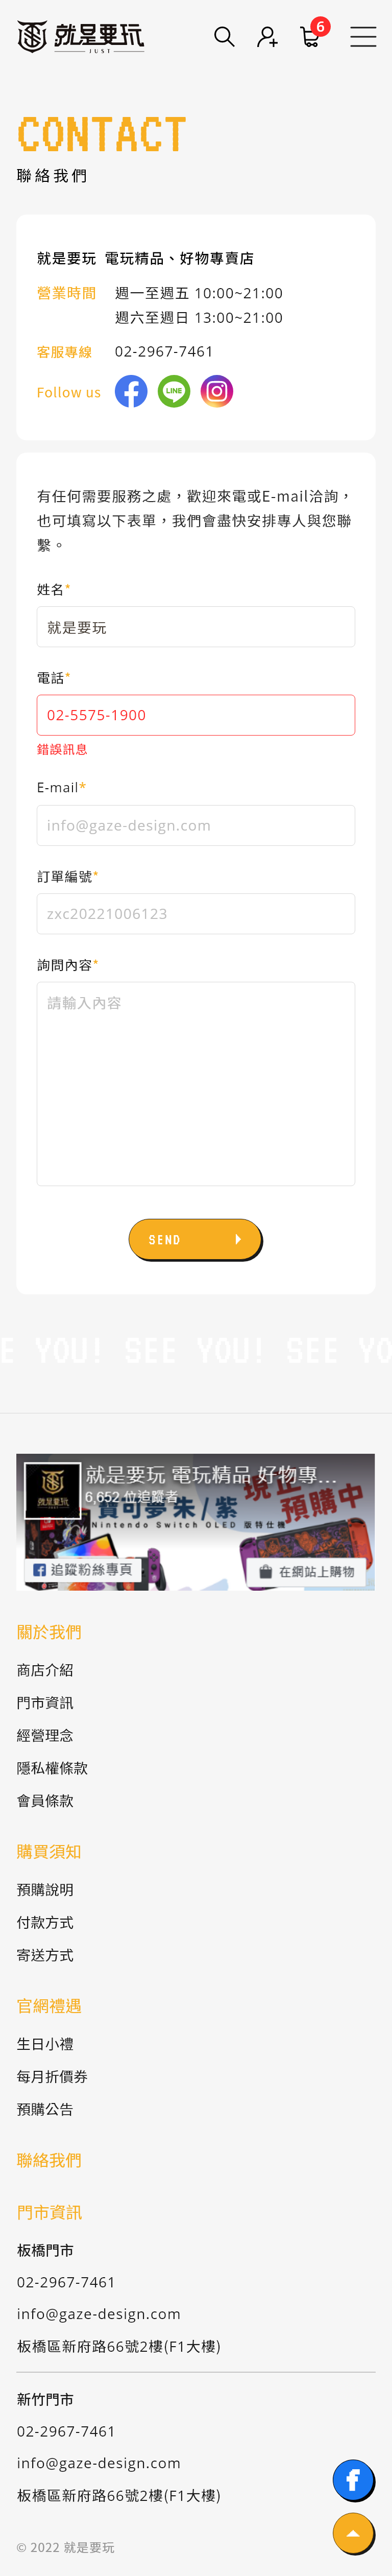 就是要玩
JUST
6
CONTACT
聯絡我們
就是要玩 電玩精品、好物專賣店
營業時間 週一至週五 10:00~21:00
週六至週日 13:00~21:00
客服專線 02-2967-7461
Follow us LINE
有任何需要服務之處，歡迎來電或E-mail洽詢，
也可填寫以下表單，我們會盡快安排專人與您聯
繫。
姓名*
就是要玩
電話*
02-5575-1900
錯誤訊息
E-mail*
info@gaze-design.com
訂單編號*
zxc20221006123
詢問內容*
請輸入內容
SEND
E YOU! SEE YOU! SEE YO
就是要玩 電玩精品 好物專...
6,652 位追蹤者
現正預購中
寶可夢朱/紫
Nintendo Switch OLED 版特仕機
追蹤粉絲專頁
在網站上購物
關於我們
商店介紹
門市資訊
經營理念
隱私權條款
會員條款
購買須知
預購說明
付款方式
寄送方式
官網禮遇
生日小禮
每月折價券
預購公告
聯絡我們
門市資訊
板橋門市
02-2967-7461
info@gaze-design.com
板橋區新府路66號2樓(F1大樓)
新竹門市
02-2967-7461
info@gaze-design.com
板橋區新府路66號2樓(F1大樓)
© 2022 就是要玩